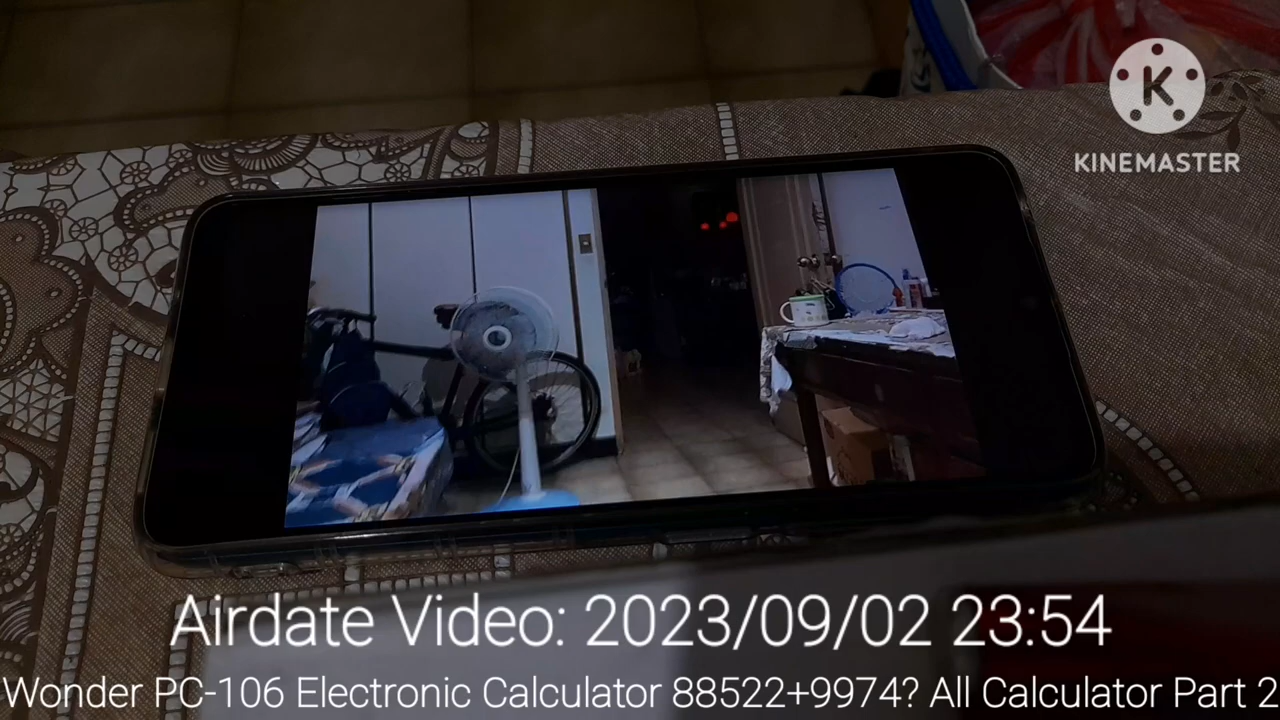 K
KINEMASTER
Airdate Video: 2023/09/02 23:54
Wonder PC-106 Electronic Calculator 88522+9974? All Calculator Part 2